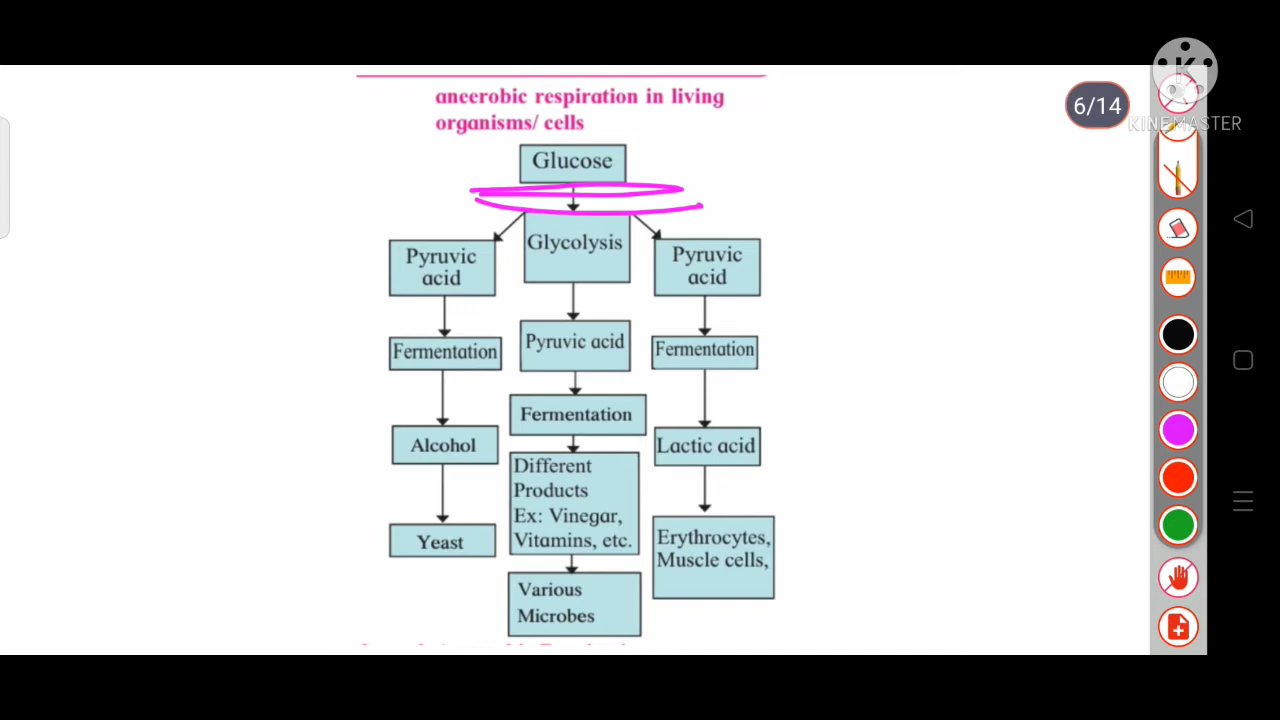 aneerobic respiration in living
organisms/ cells
6/14
KINEMASTER
Glucose
Glycolysis
Pyruvic
acid
Pyruvic
acid
Pyruvic acid
Fermentation
Fermentation
Fermentation
Alcohol
Lactic acid
Different
Products
Ex: Vinegar,
Vitamins, etc.
Yeast
Erythrocytes,
Muscle cells,
Various
Microbes